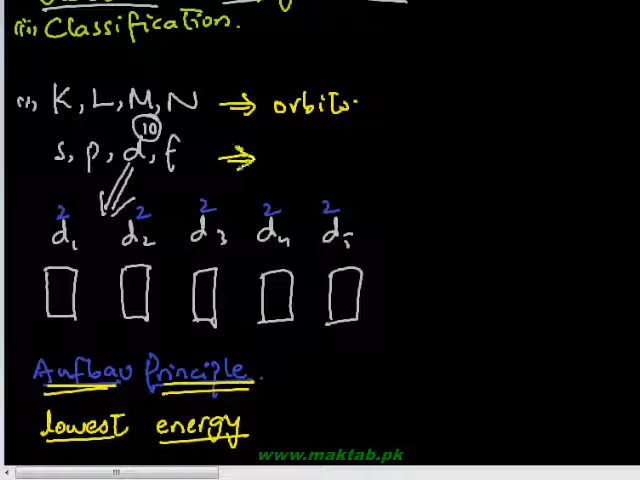 (ii) Classification.
(i), K, L, M, N ⇒ orbits.
10
s, p, d, f ⇒
2 2 2 2 2
d1 d2 d3 d4 d5
Aufbau Principle.
lowest energy
www.maktab.pk